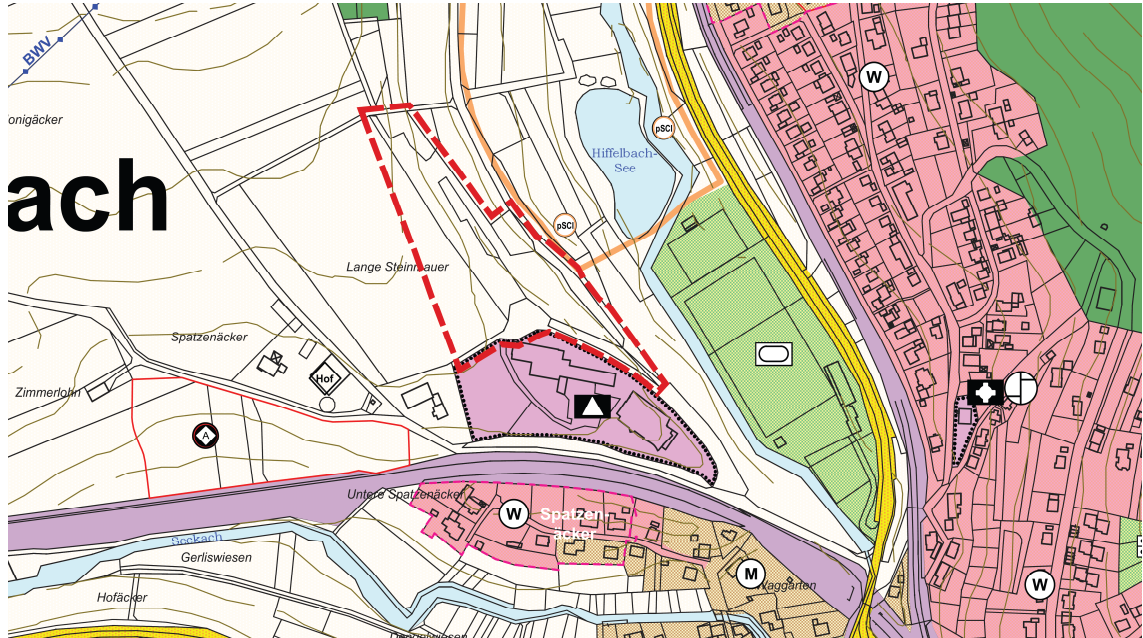 BWV
onigäcker
W
pSCI
Hiffelbach-
See
ach
pSCI
Lange Steinmauer
Spatzenäcker
Hof
Zimmerlohn
A
Untere Spatzenäcker
W
Spatzen-
äcker
Seckach
Gerliswiesen
M
Waggarten
W
Hofäcker